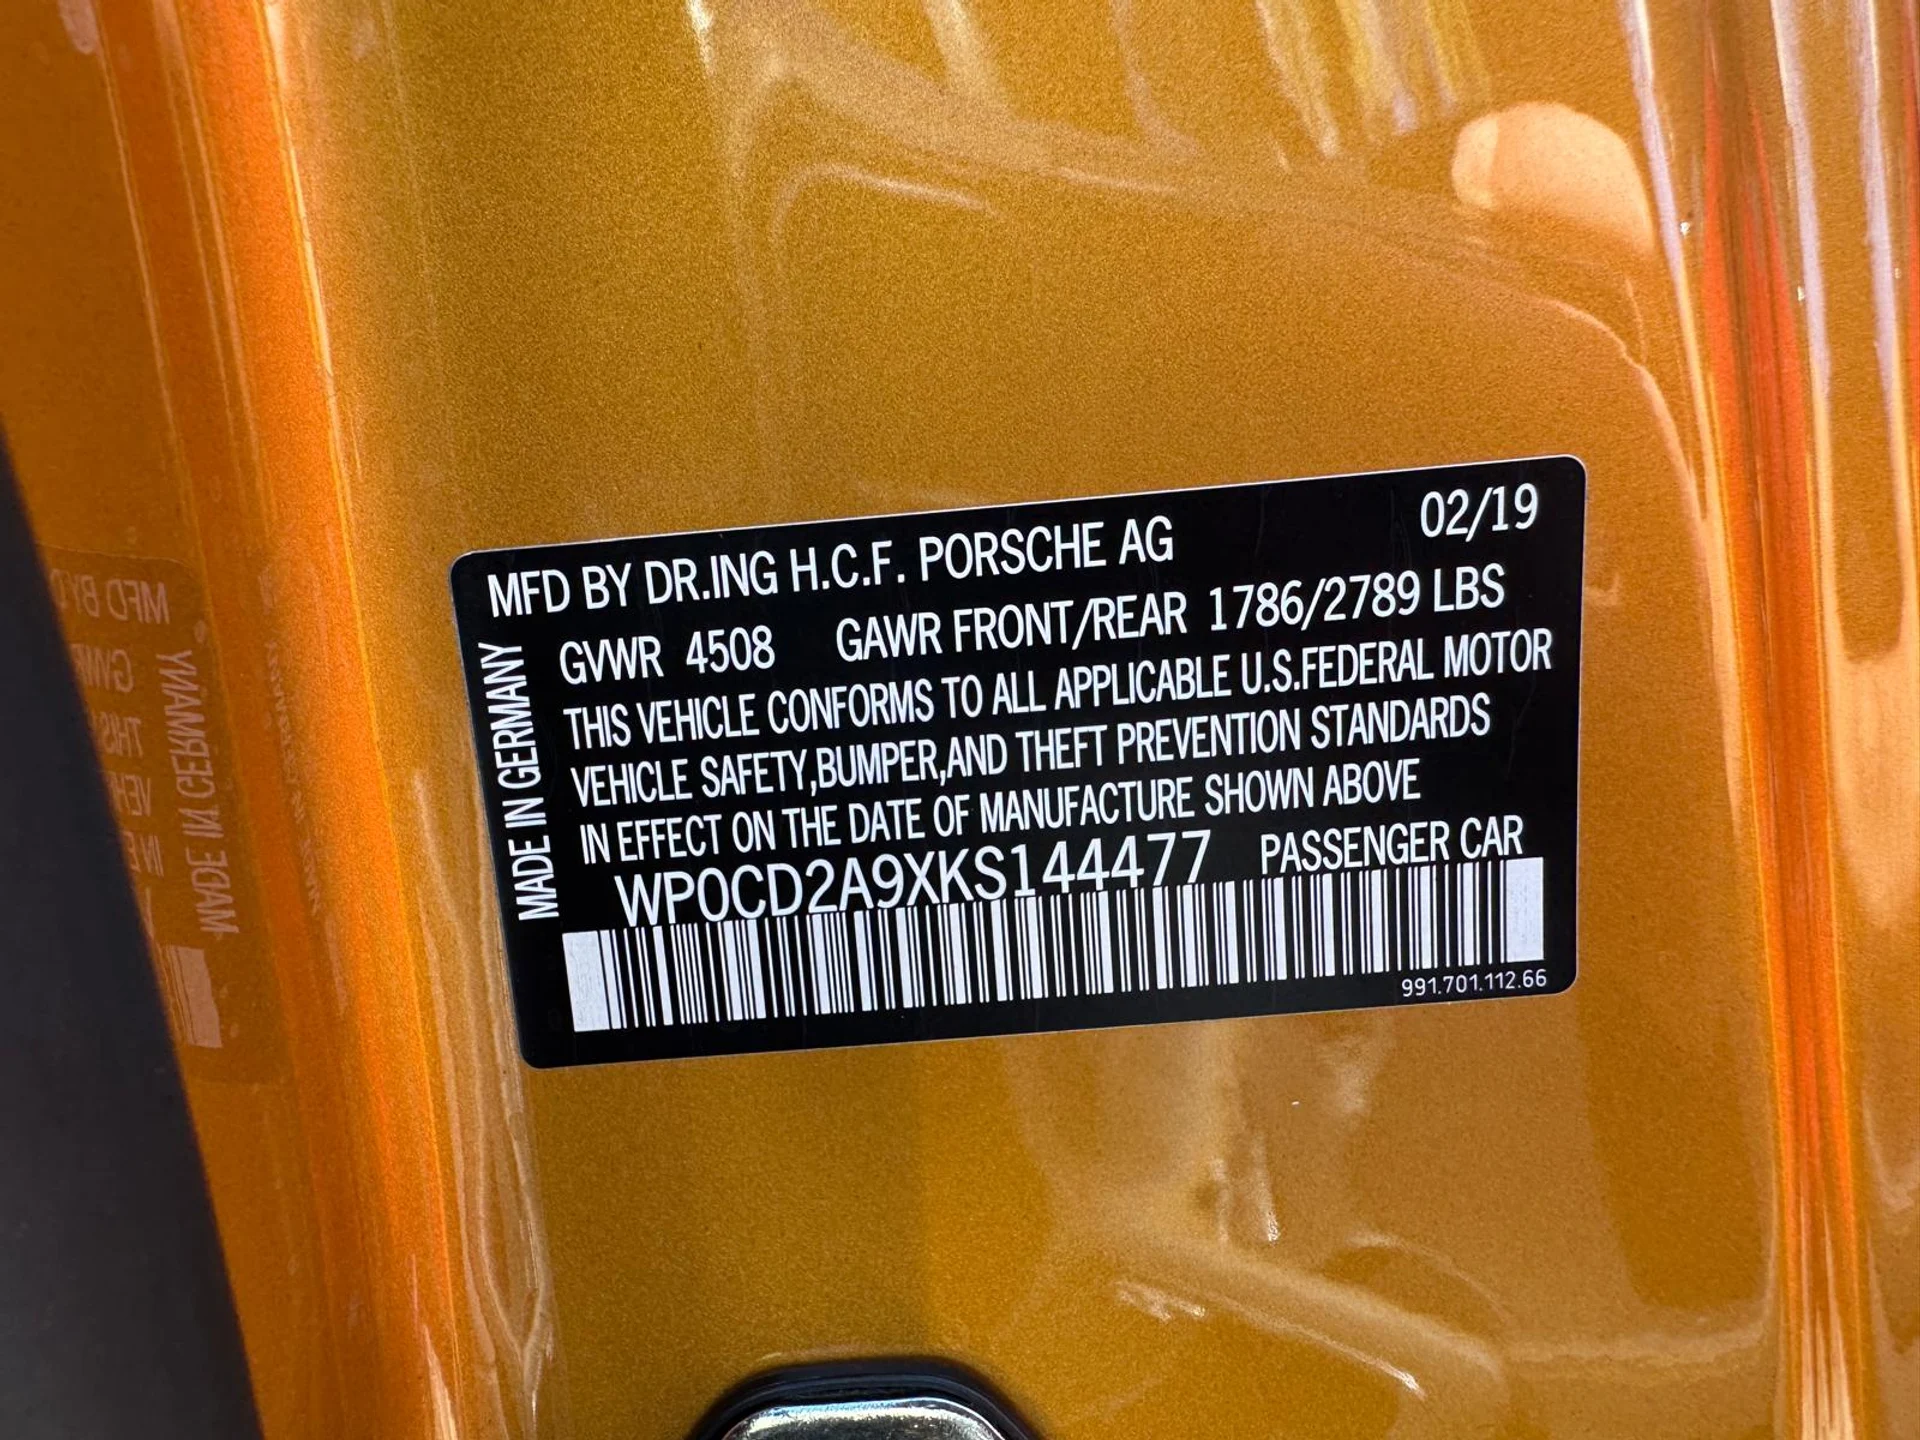 MFD BY DR.ING H.C.F. PORSCHE AG 02/19
GVWR 4508 GAWR FRONT/REAR 1786/2789 LBS
THIS VEHICLE CONFORMS TO ALL APPLICABLE U.S.FEDERAL MOTOR
VEHICLE SAFETY,BUMPER,AND THEFT PREVENTION STANDARDS
IN EFFECT ON THE DATE OF MANUFACTURE SHOWN ABOVE
WP0CD2A9XKS144477 PASSENGER CAR
991.701.112.66
MADE IN GERMANY